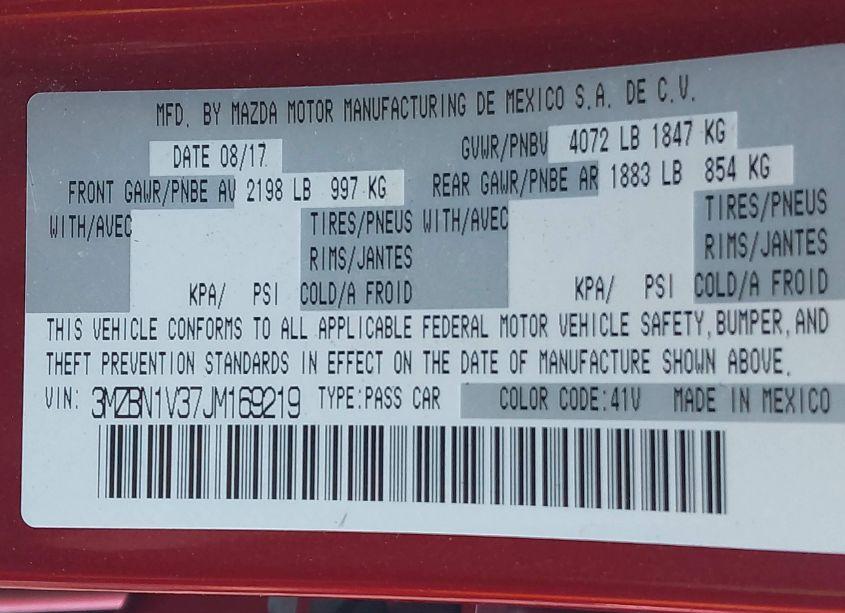 MFD. BY MAZDA MOTOR MANUFACTURING DE MEXICO S.A. DE C.V.
DATE 08/17 GVWR/PNBV 4072 LB 1847 KG
FRONT GAWR/PNBE AV 2198 LB 997 KG REAR GAWR/PNBE AR 1883 LB 854 KG
WITH/AVEC TIRES/PNEUS WITH/AVEC TIRES/PNEUS
RIMS/JANTES RIMS/JANTES
KPA/ PSI COLD/A FROID KPA/ PSI COLD/A FROID
THIS VEHICLE CONFORMS TO ALL APPLICABLE FEDERAL MOTOR VEHICLE SAFETY, BUMPER, AND
THEFT PREVENTION STANDARDS IN EFFECT ON THE DATE OF MANUFACTURE SHOWN ABOVE.
VIN: 3MZBN1V37JM169219 TYPE:PASS CAR COLOR CODE:41V MADE IN MEXICO